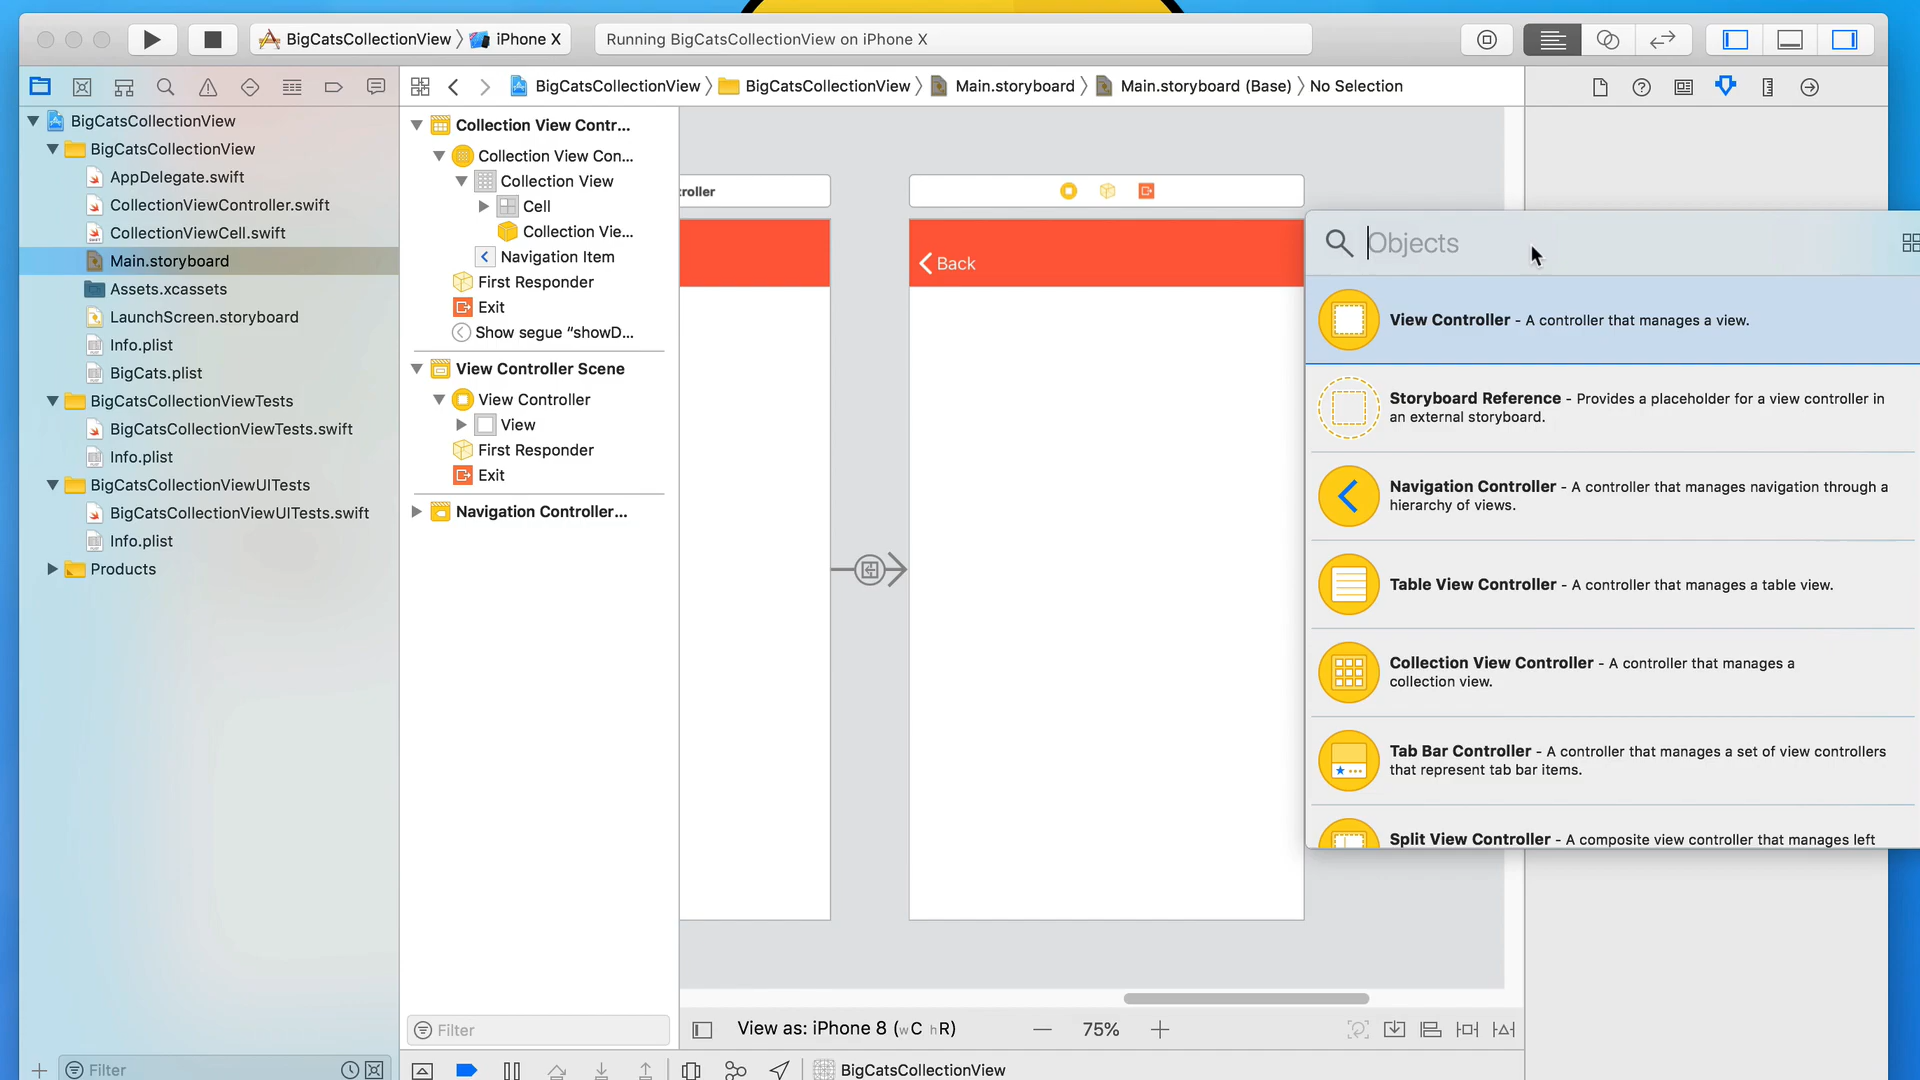 BigCatsCollectionView
iPhone X
Running BigCatsCollectionView on iPhone X
BigCatsCollectionView
BigCatsCollectionView
Main.storyboard
Main.storyboard (Base)
No Selection
BigCatsCollectionView
BigCatsCollectionView
AppDelegate.swift
CollectionViewController.swift
CollectionViewCell.swift
Main.storyboard
Assets.xcassets
LaunchScreen.storyboard
Info.plist
BigCats.plist
BigCatsCollectionViewTests
BigCatsCollectionViewTests.swift
Info.plist
BigCatsCollectionViewUITests
BigCatsCollectionViewUITests.swift
Info.plist
Products
Filter
Collection View Contr...
Collection View Con...
Collection View
Cell
Collection Vie...
Navigation Item
First Responder
Exit
Show segue “showD...
View Controller Scene
View Controller
View
First Responder
Exit
Navigation Controller...
Filter
roller
Back
Objects
View Controller - A controller that manages a view.
Storyboard Reference - Provides a placeholder for a view controller in
an external storyboard.
Navigation Controller - A controller that manages navigation through a
hierarchy of views.
Table View Controller - A controller that manages a table view.
Collection View Controller - A controller that manages a
collection view.
Tab Bar Controller - A controller that manages a set of view controllers
that represent tab bar items.
Split View Controller - A composite view controller that manages left
View as: iPhone 8 (wC hR)
75%
BigCatsCollectionView